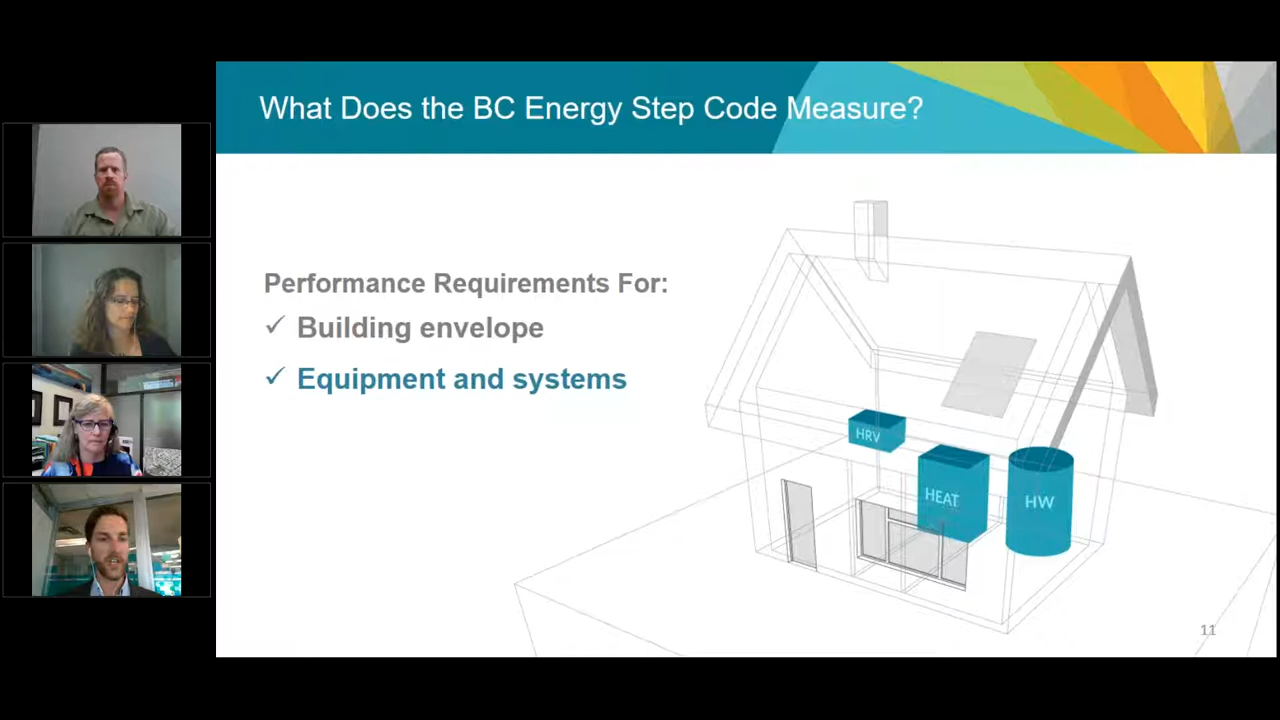 What Does the BC Energy Step Code Measure?
Performance Requirements For:
✓ Building envelope
✓ Equipment and systems
HRV
HEAT
HW
11